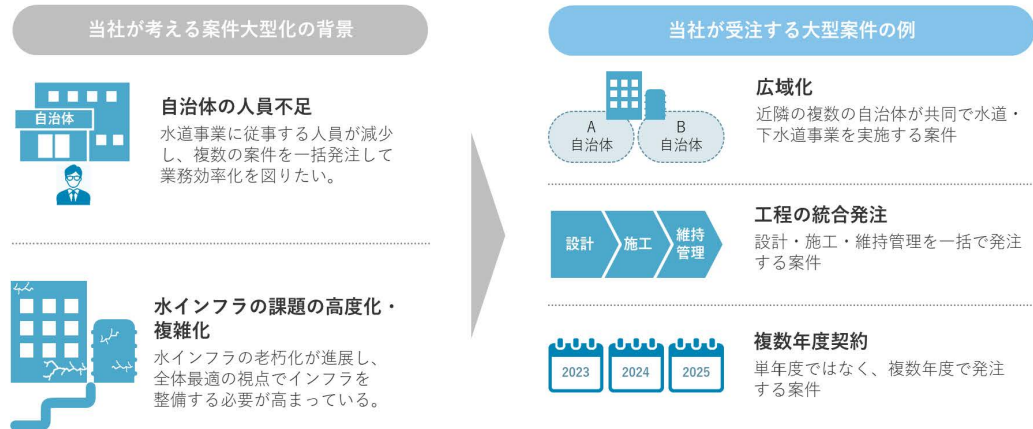 当社が考える案件大型化の背景
自治体
自治体の人員不足
水道事業に従事する人員が減少
し、複数の案件を一括発注して
業務効率化を図りたい。
水インフラの課題の高度化・
複雑化
水インフラの老朽化が進展し、
全体最適の視点でインフラを
整備する必要が高まっている。
当社が受注する大型案件の例
A
自治体
B
自治体
広域化
近隣の複数の自治体が共同で水道・
下水道事業を実施する案件
設計
施工
維持
管理
工程の統合発注
設計・施工・維持管理を一括で発注
する案件
2023
2024
2025
複数年度契約
単年度ではなく、複数年度で発注
する案件